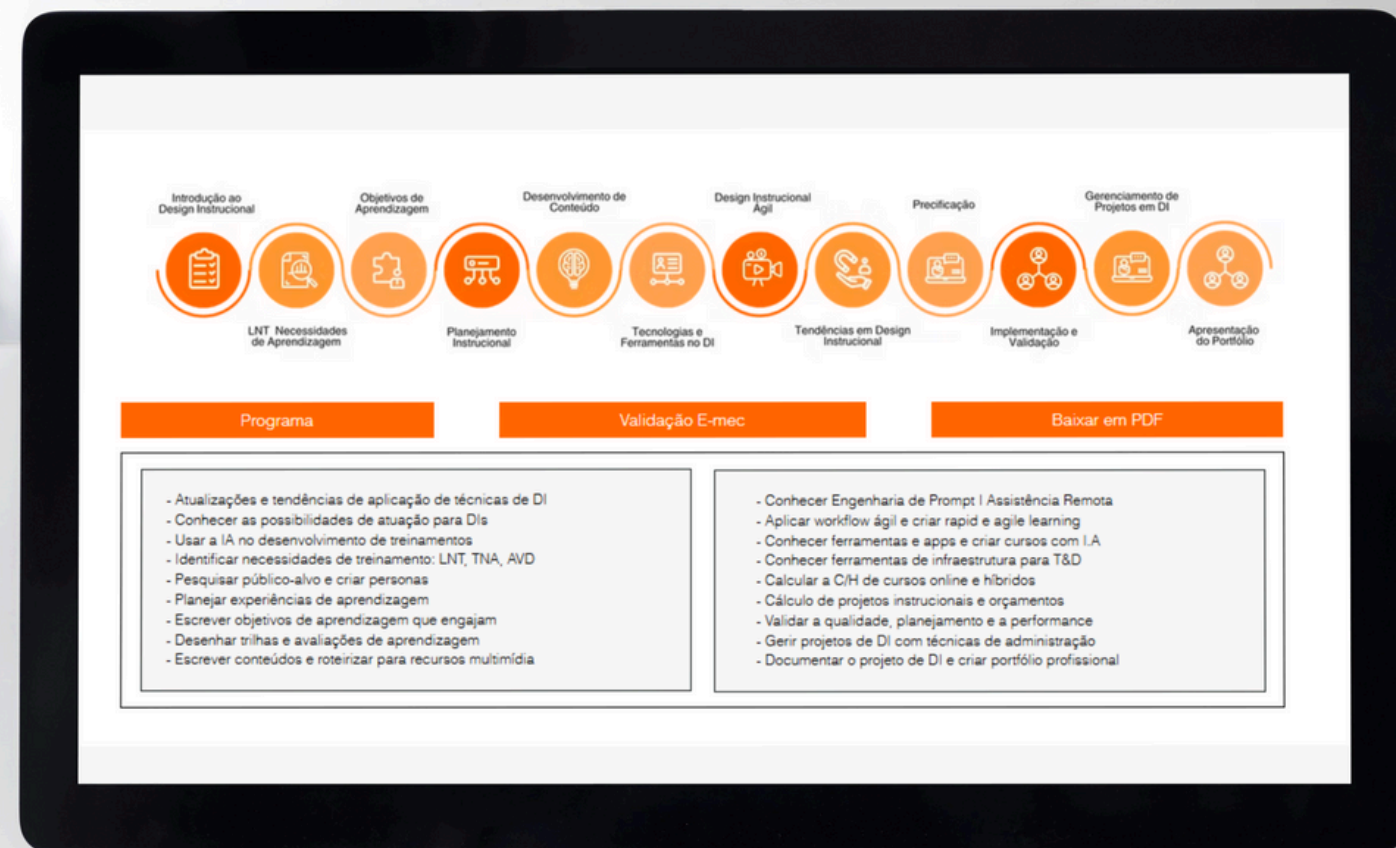 Introdução ao
Design Instrucional
LNT Necessidades
de Aprendizagem
Objetivos de
Aprendizagem
Planejamento
Instrucional
Desenvolvimento de
Conteúdo
Tecnologias e
Ferramentas no DI
Design Instrucional
Ágil
Tendências em Design
Instrucional
Precificação
Implementação e
Validação
Gerenciamento de
Projetos em DI
Apresentação
do Portfólio
Programa
Validação E-mec
Baixar em PDF
- Atualizações e tendências de aplicação de técnicas de DI
- Conhecer as possibilidades de atuação para DIs
- Usar a IA no desenvolvimento de treinamentos
- Identificar necessidades de treinamento: LNT, TNA, AVD
- Pesquisar público-alvo e criar personas
- Planejar experiências de aprendizagem
- Escrever objetivos de aprendizagem que engajam
- Desenhar trilhas e avaliações de aprendizagem
- Escrever conteúdos e roteirizar para recursos multimídia
- Conhecer Engenharia de Prompt I Assistência Remota
- Aplicar workflow ágil e criar rapid e agile learning
- Conhecer ferramentas e apps e criar cursos com I.A
- Conhecer ferramentas de infraestrutura para T&D
- Calcular a C/H de cursos online e híbridos
- Cálculo de projetos instrucionais e orçamentos
- Validar a qualidade, planejamento e a performance
- Gerir projetos de DI com técnicas de administração
- Documentar o projeto de DI e criar portfólio profissional